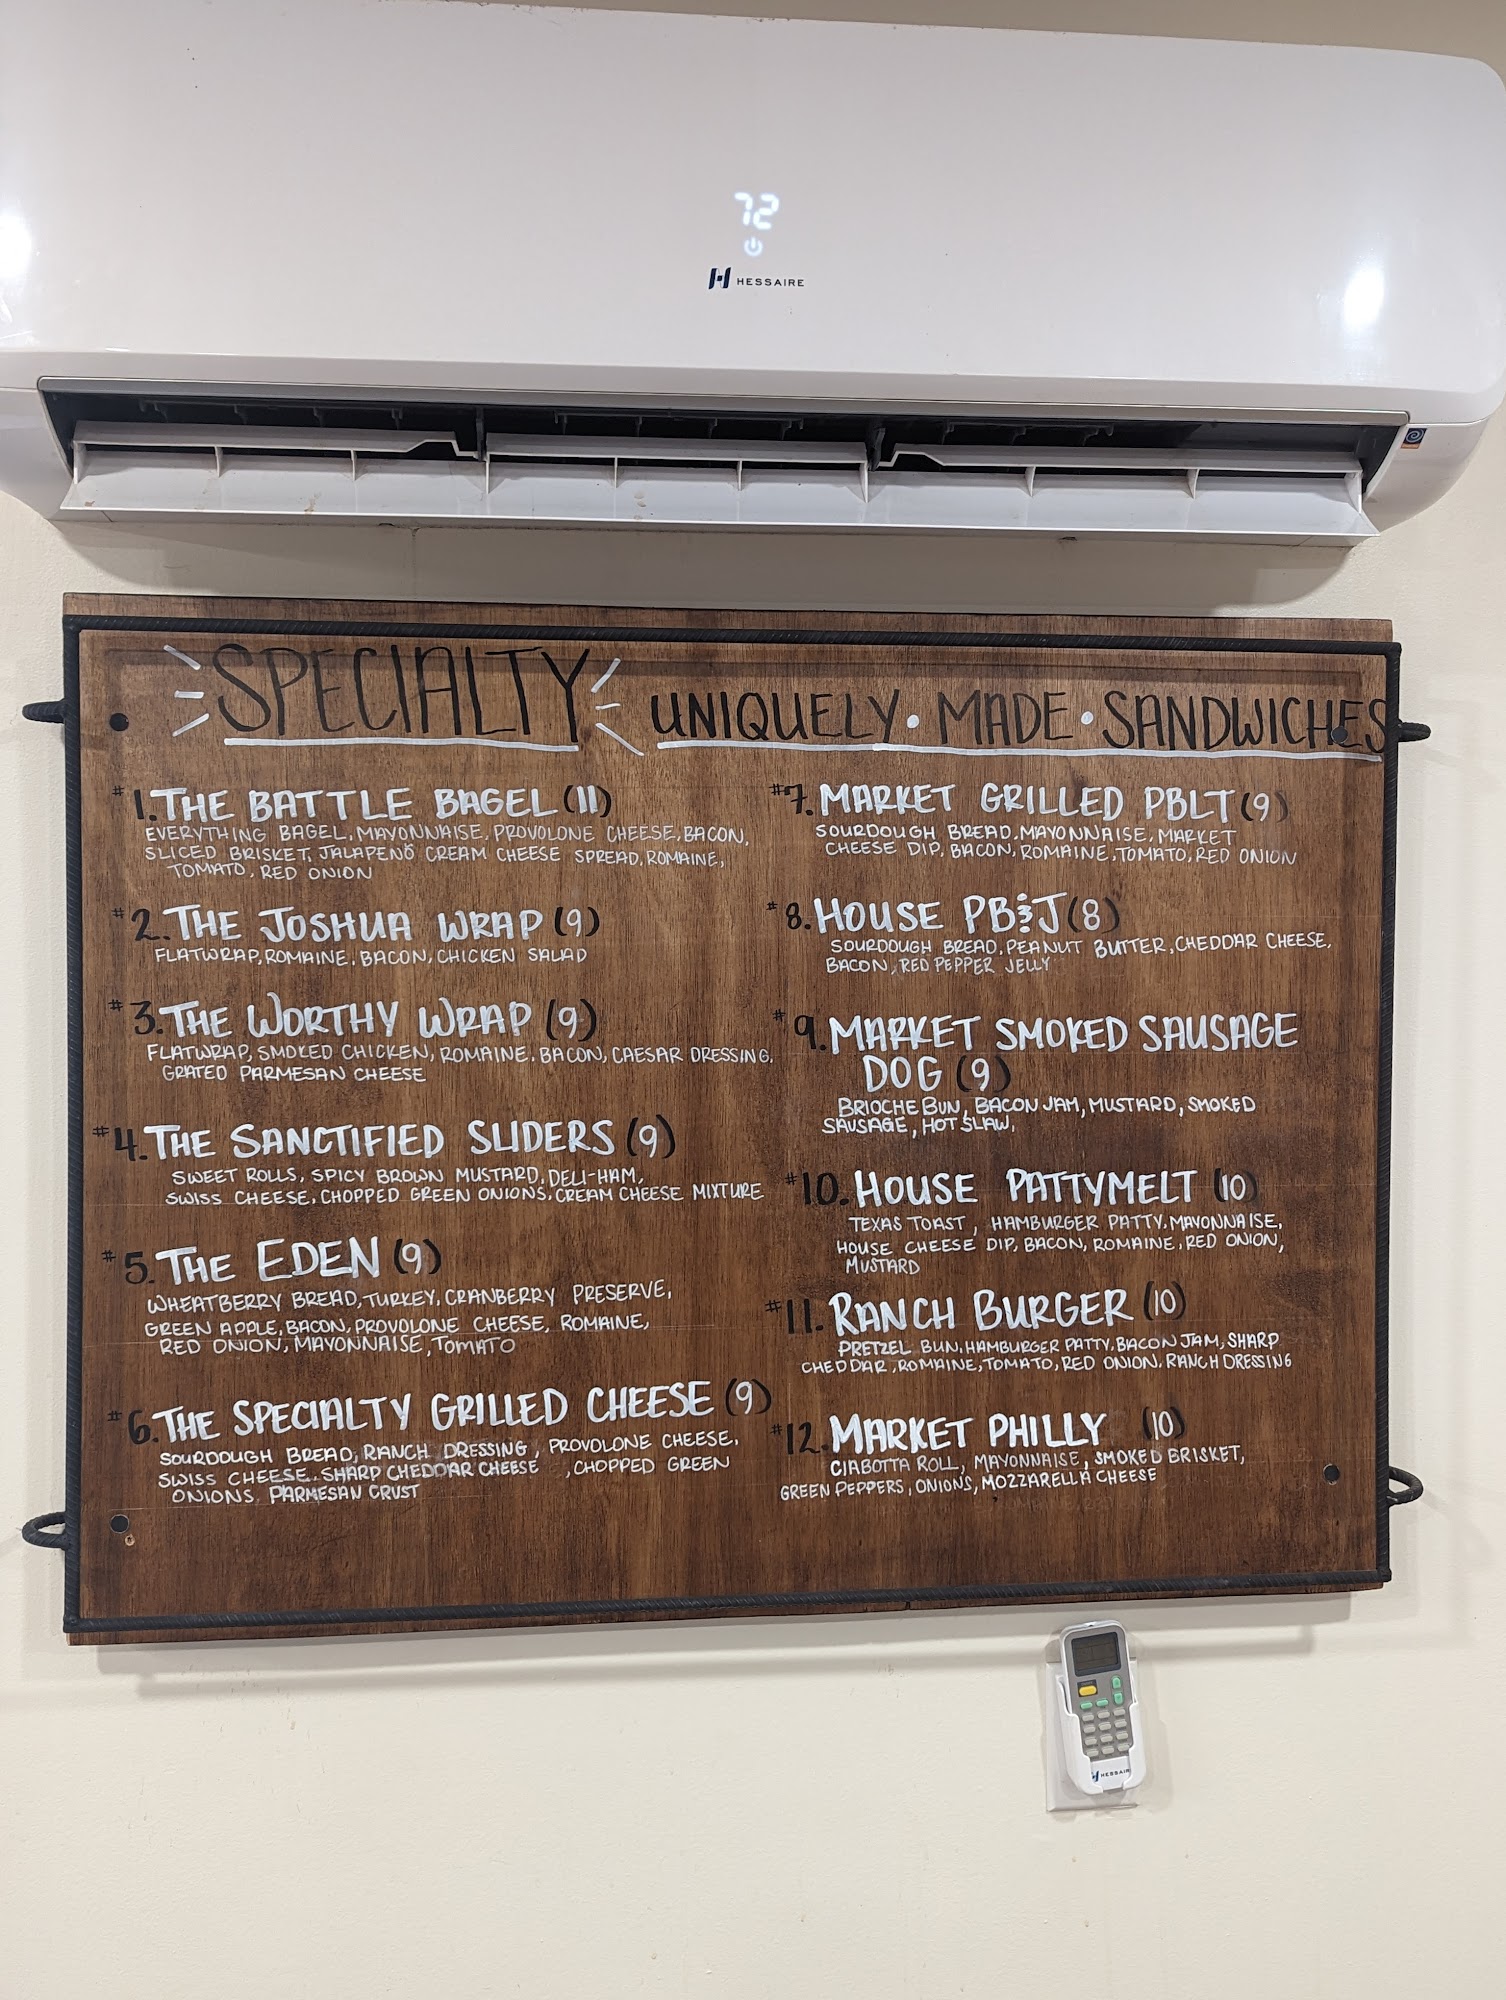 72
HESSAIRE
SPECIALTY
UNIQUELY • MADE • SANDWICHES
#1. THE BATTLE BAGEL (11)
EVERYTHING BAGEL, MAYONNAISE, PROVOLONE CHEESE, BACON,
SLICED BRISKET, JALAPENO CREAM CHEESE SPREAD, ROMAINE,
TOMATO, RED ONION
#2. THE JOSHUA WRAP (9)
FLATWRAP, ROMAINE, BACON, CHICKEN SALAD
#3. THE WORTHY WRAP (9)
FLATWRAP, SMOKED CHICKEN, ROMAINE, BACON, CAESAR DRESSING,
GRATED PARMESAN CHEESE
#4. THE SANCTIFIED SLIDERS (9)
SWEET ROLLS, SPICY BROWN MUSTARD, DELI-HAM,
SWISS CHEESE, CHOPPED GREEN ONIONS, CREAM CHEESE MIXTURE
#5. THE EDEN (9)
WHEATBERRY BREAD, TURKEY, CRANBERRY PRESERVE,
GREEN APPLE, BACON, PROVOLONE CHEESE, ROMAINE,
RED ONION, MAYONNAISE, TOMATO
#6. THE SPECIALTY GRILLED CHEESE (9)
SOURDOUGH BREAD, RANCH DRESSING, PROVOLONE CHEESE,
SWISS CHEESE, SHARP CHEDDAR CHEESE, CHOPPED GREEN
ONIONS, PARMESAN CRUST
#7. MARKET GRILLED PBLT (9)
SOURDOUGH BREAD, MAYONNAISE, MARKET
CHEESE DIP, BACON, ROMAINE, TOMATO, RED ONION
#8. HOUSE PB&J (8)
SOURDOUGH BREAD, PEANUT BUTTER, CHEDDAR CHEESE,
BACON, RED PEPPER JELLY
#9. MARKET SMOKED SAUSAGE
DOG (9)
BRIOCHE BUN, BACON JAM, MUSTARD, SMOKED
SAUSAGE, HOT SLAW,
#10. HOUSE PATTYMELT (10)
TEXAS TOAST, HAMBURGER PATTY, MAYONNAISE,
HOUSE CHEESE DIP, BACON, ROMAINE, RED ONION,
MUSTARD
#11. RANCH BURGER (10)
PRETZEL BUN, HAMBURGER PATTY, BACON JAM, SHARP
CHEDDAR, ROMAINE, TOMATO, RED ONION, RANCH DRESSING
#12. MARKET PHILLY (10)
CIABOTTA ROLL, MAYONNAISE, SMOKED BRISKET,
GREEN PEPPERS, ONIONS, MOZZARELLA CHEESE
HESSAIRE